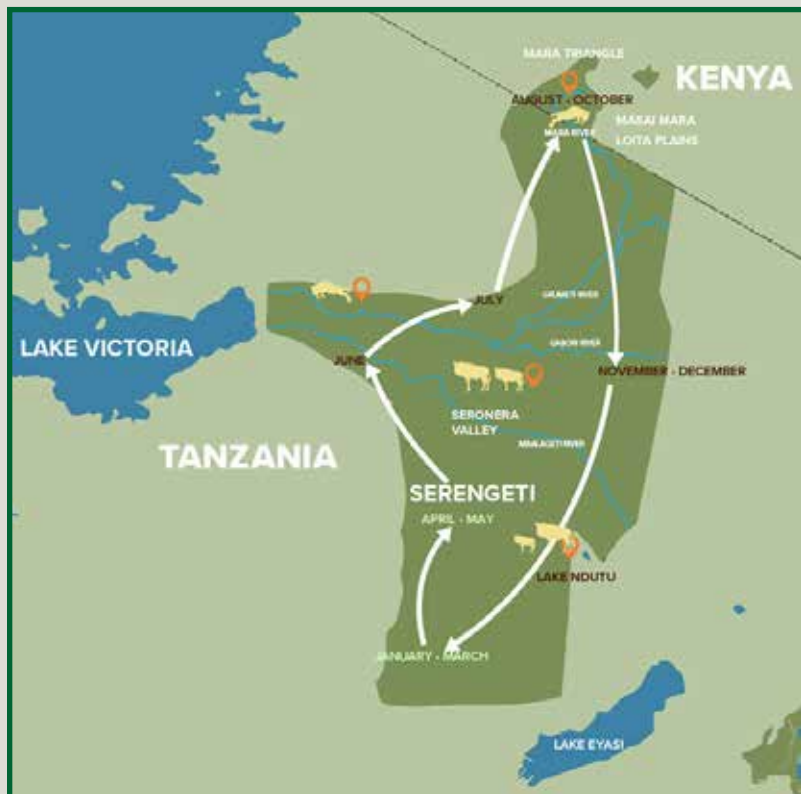 MARA TRIANGLE
KENYA
AUGUST - OCTOBER
MARA RIVER
MAKAI MARA
LOITA PLAINS
JULY
GRUMETI RIVER
LAKE VICTORIA
JUNE
NOVEMBER - DECEMBER
SERONERA
VALLEY
TANZANIA
SERENGETI
APRIL - MAY
LAKE NDUTU
JANUARY - MARCH
LAKE EYASI